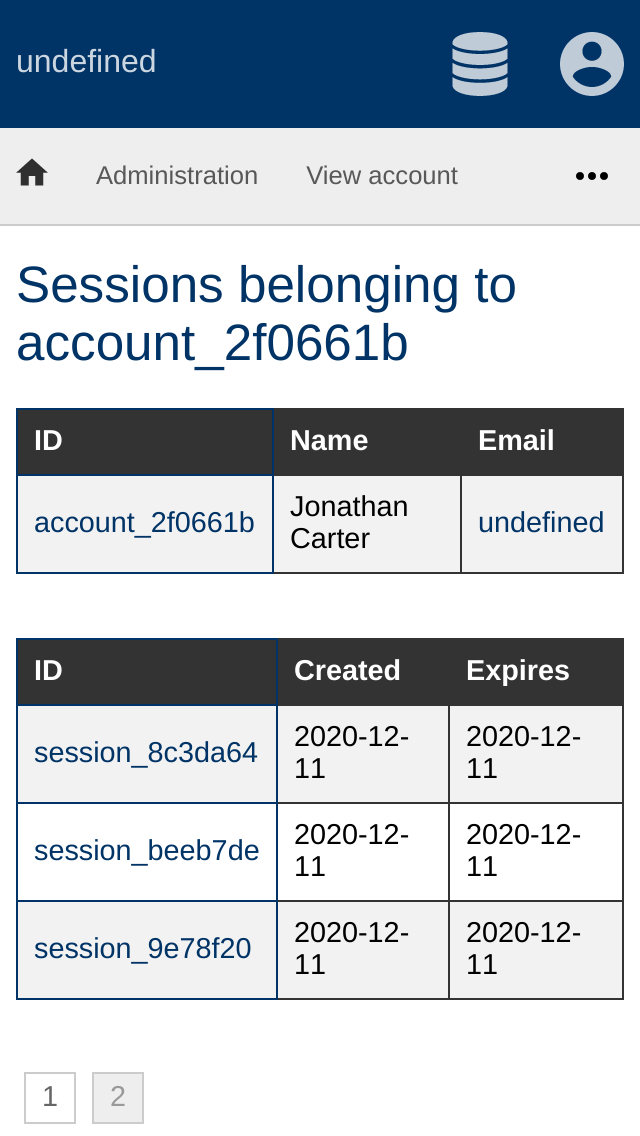 undefined
Administration View account
Sessions belonging to
account_2f0661b
ID Name Email
account_2f0661b Jonathan Carter undefined
ID Created Expires
session_8c3da64 2020-12-11 2020-12-11
session_beeb7de 2020-12-11 2020-12-11
session_9e78f20 2020-12-11 2020-12-11
1 2